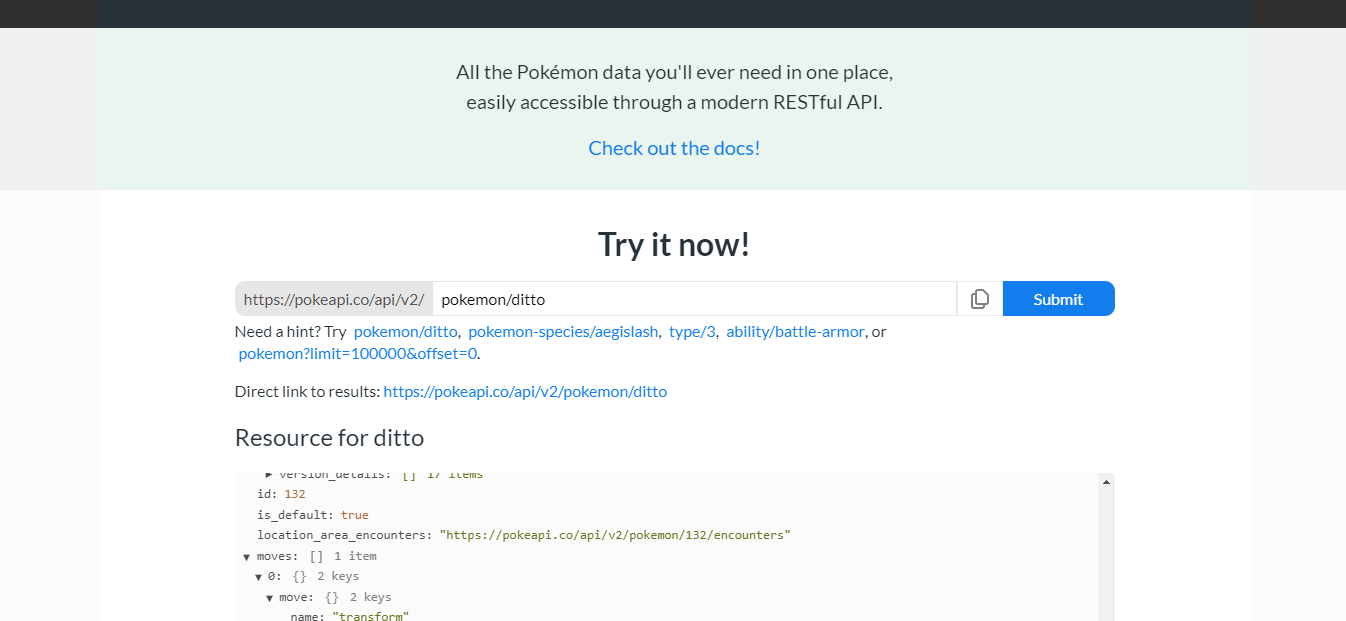 All the Pokémon data you'll ever need in one place,
easily accessible through a modern RESTful API.
Check out the docs!
Try it now!
https://pokeapi.co/api/v2/ pokemon/ditto Submit
Need a hint? Try pokemon/ditto, pokemon-species/aegislash, type/3, ability/battle-armor, or
pokemon?limit=100000&offset=0.
Direct link to results: https://pokeapi.co/api/v2/pokemon/ditto
Resource for ditto
version_details: [] 17 items
id: 132
is_default: true
location_area_encounters: "https://pokeapi.co/api/v2/pokemon/132/encounters"
moves: [] 1 item
0: {} 2 keys
move: {} 2 keys
name: "transform"